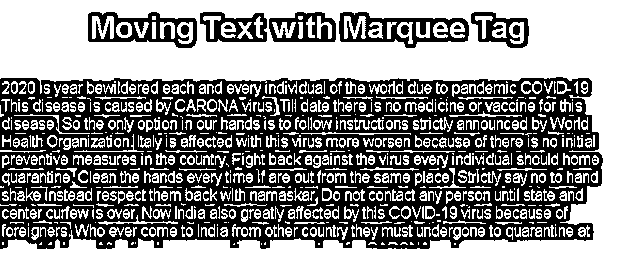 Moving Text with Marquee Tag
2020 is year bewildered each and every individual of the world due to pandemic COVID-19.
This disease is caused by CARONA virus. Till date there is no medicine or vaccine for this
disease. So the only option in our hands is to follow instructions strictly announced by World
Health Organization. Italy is affected with this virus more worsen because of there is no initial
preventive measures in the country. Fight back against the virus every individual should home
quarantine. Clean the hands every time if are out from the same place. Strictly say no to hand
shake instead respect them back with namaskar. Do not contact any person until state and
center curfew is over. Now India also greatly affected by this COVID-19 virus because of
foreigners. Who ever come to India from other country they must undergone to quarantine at